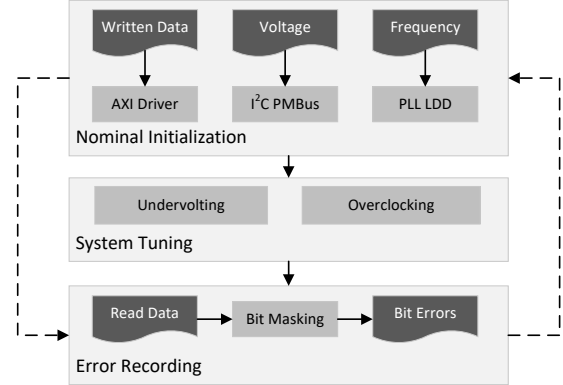 Written Data
Voltage
Frequency
AXI Driver
I²C PMBus
PLL LDD
Nominal Initialization
Undervolting
Overclocking
System Tuning
Read Data
Bit Masking
Bit Errors
Error Recording